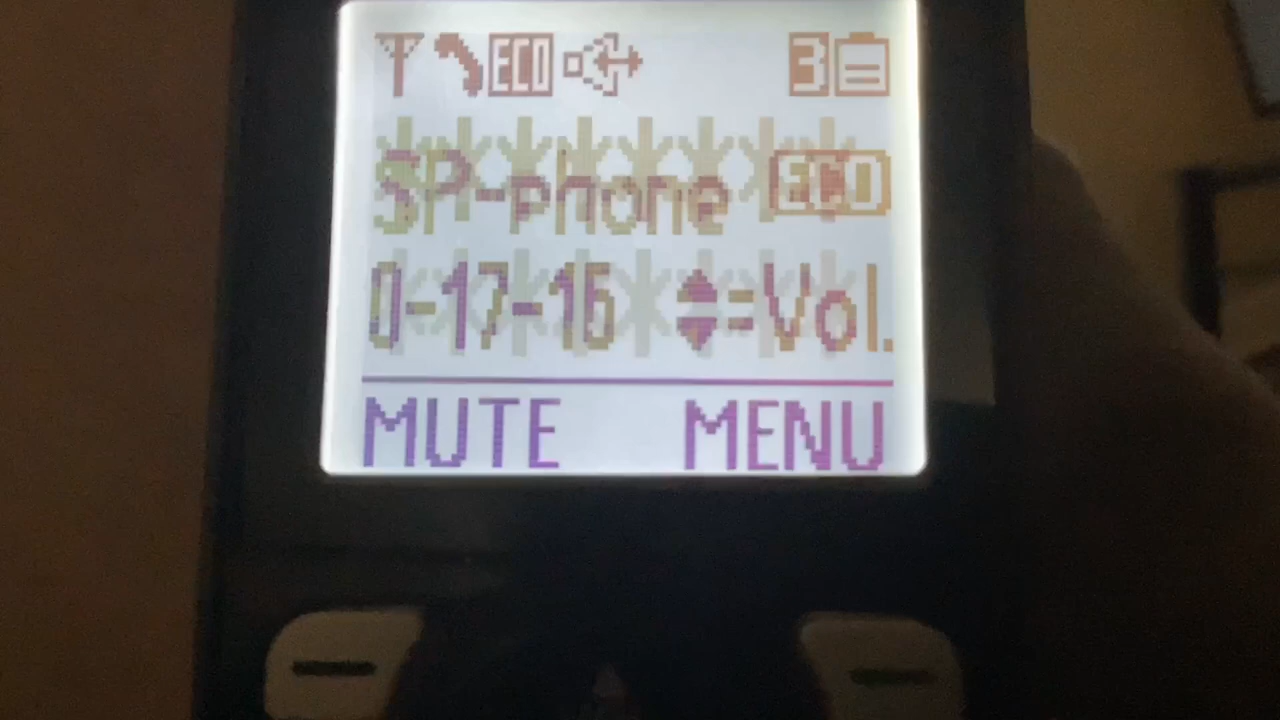 ECO 3
SP-phone ECO
0-17-16 =Vol.
MUTE MENU